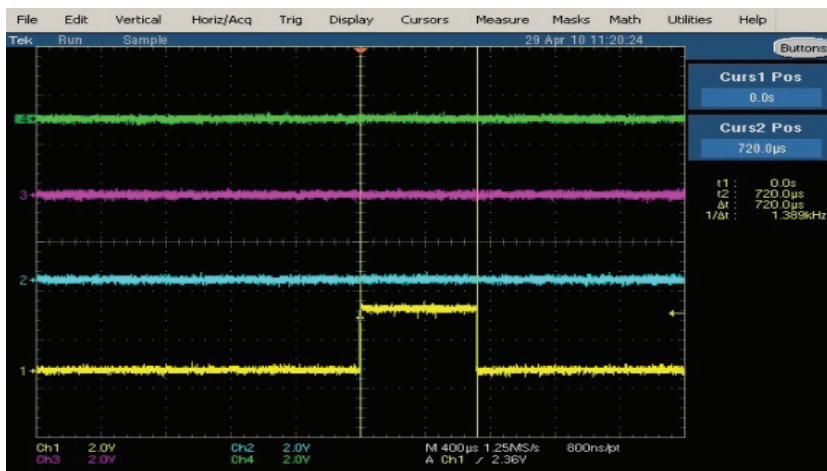 File Edit Vertical Horiz/Acq Trig Display Cursors Measure Masks Math Utilities Help
Tek Run Sample 29 Apr 10 11:20:24
Buttons
Curs1 Pos
0.0s
Curs2 Pos
720.0µs
t1 : 0.0s
t2 : 720.0µs
Δt : 720.0µs
1/Δt : 1.389kHz
4
3
2
1
Ch1 2.0V Ch2 2.0V M 400µs 1.25MS/s 800ns/pt
Ch3 2.0V Ch4 2.0V A Ch1 ∕ 2.36V